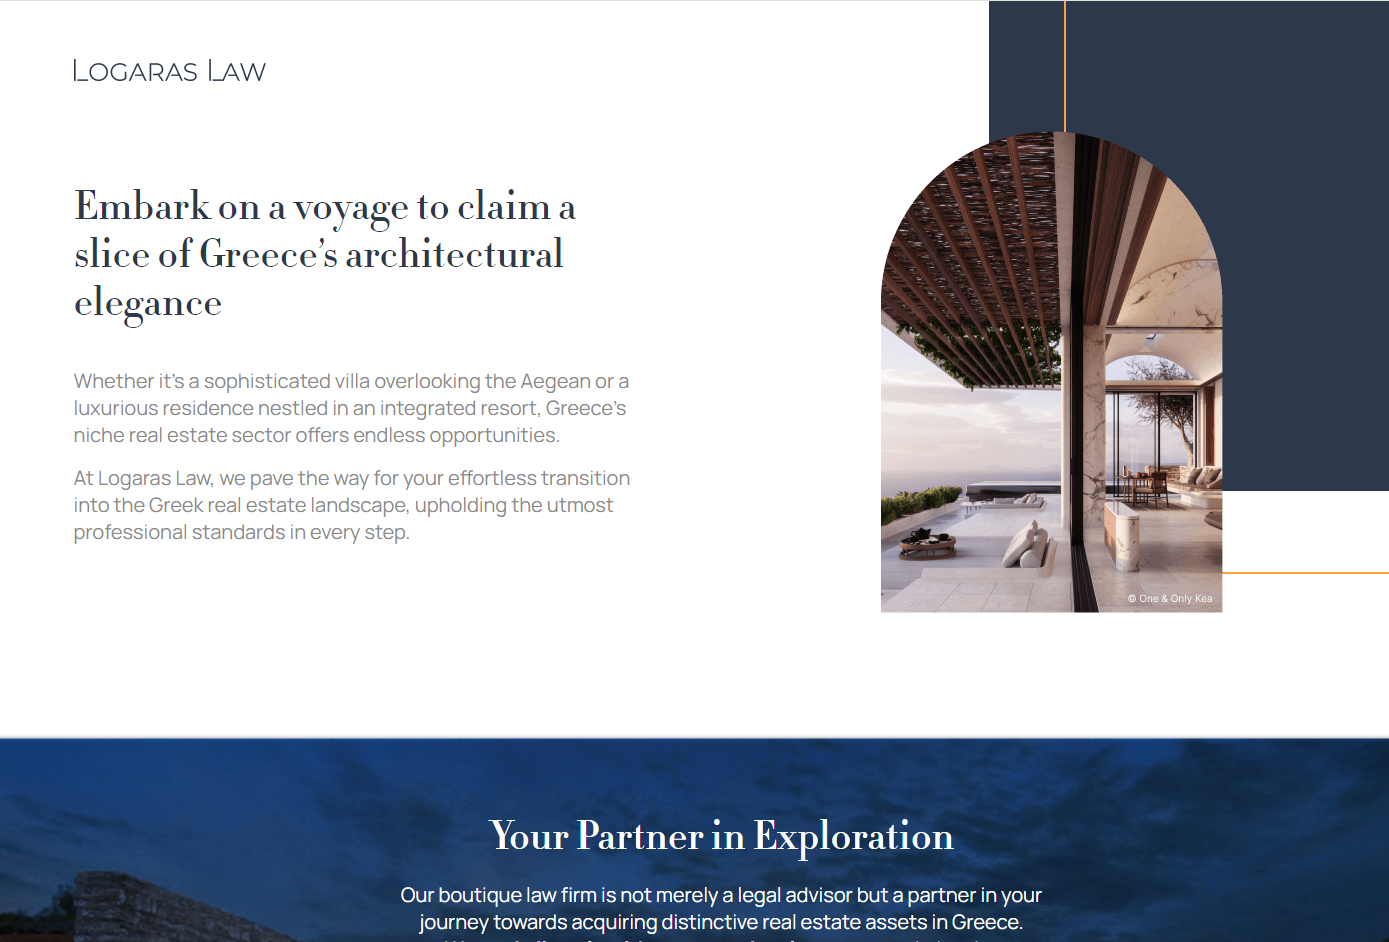 LOGARAS LAW
Embark on a voyage to claim a
slice of Greece’s architectural
elegance
Whether it’s a sophisticated villa overlooking the Aegean or a
luxurious residence nestled in an integrated resort, Greece’s
niche real estate sector offers endless opportunities.
At Logaras Law, we pave the way for your effortless transition
into the Greek real estate landscape, upholding the utmost
professional standards in every step.
© One & Only Kea
Your Partner in Exploration
Our boutique law firm is not merely a legal advisor but a partner in your
journey towards acquiring distinctive real estate assets in Greece.